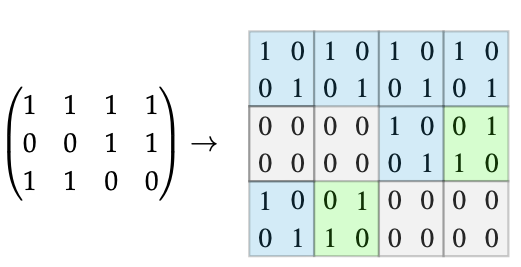 1 0 1 0 1 0 1 0
1 1 1 1 0 1 0 1 0 1 0 1
0 0 1 1 → 0 0 0 0 1 0 0 1
1 1 0 0 0 0 0 0 0 1 1 0
1 0 0 1 0 0 0 0
0 1 1 0 0 0 0 0